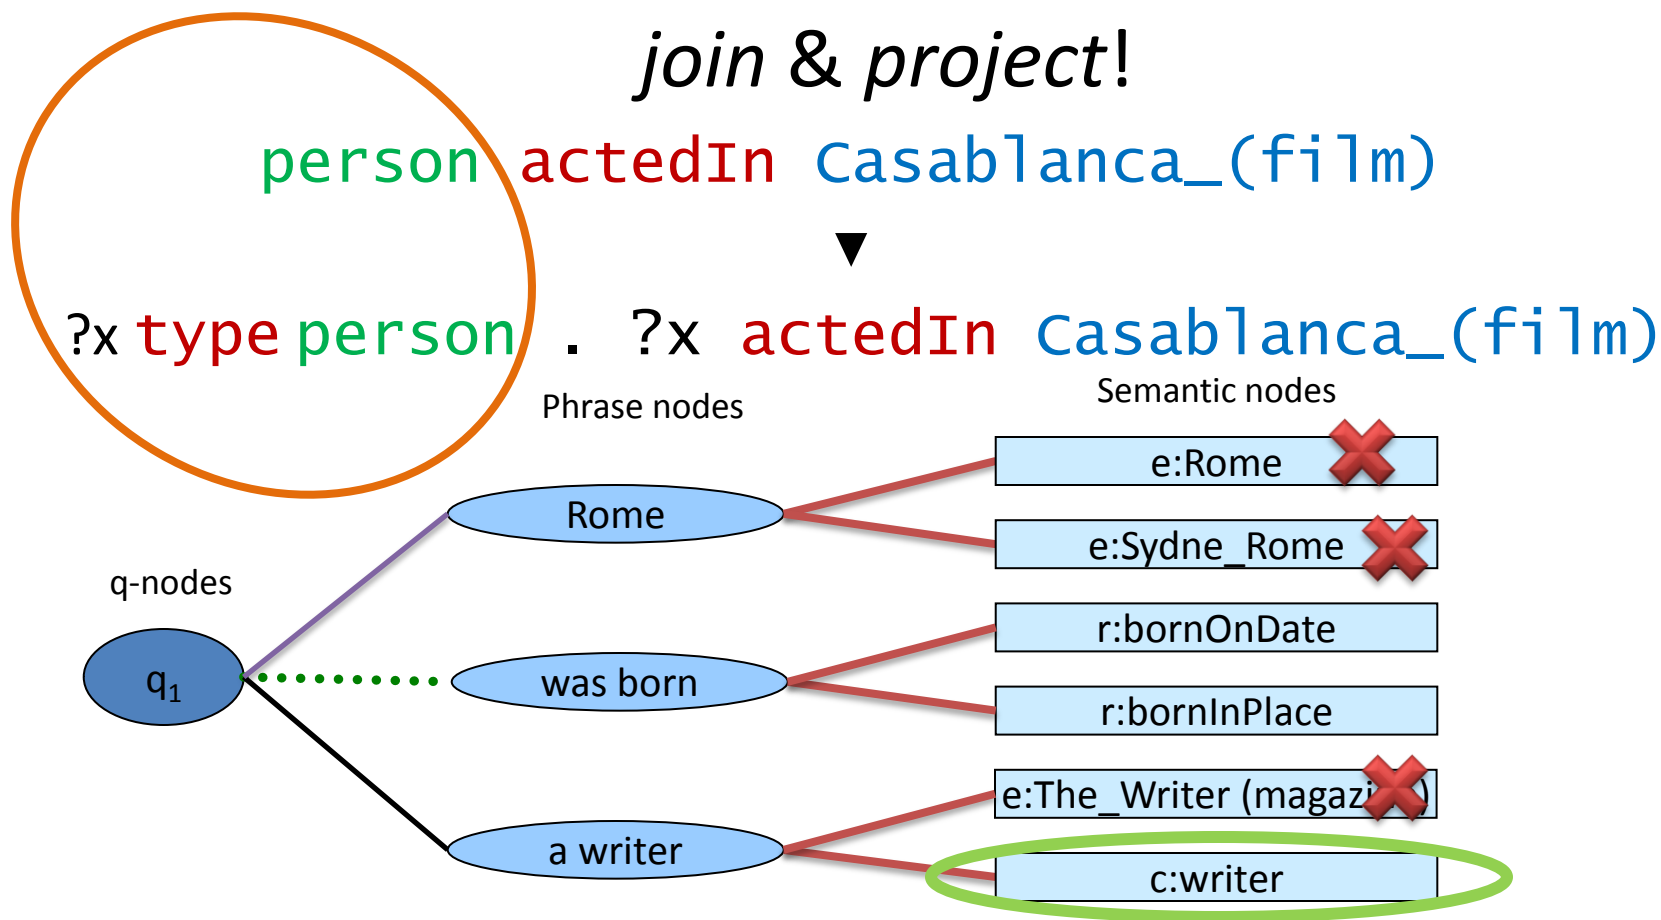 join & project!
person actedIn Casablanca_(film)
?x type person . ?x actedIn Casablanca_(film)
Phrase nodes
Semantic nodes
e:Rome
Rome
e:Sydne_Rome
q-nodes
r:bornOnDate
q1
was born
r:bornInPlace
e:The_Writer
a writer
c:writer